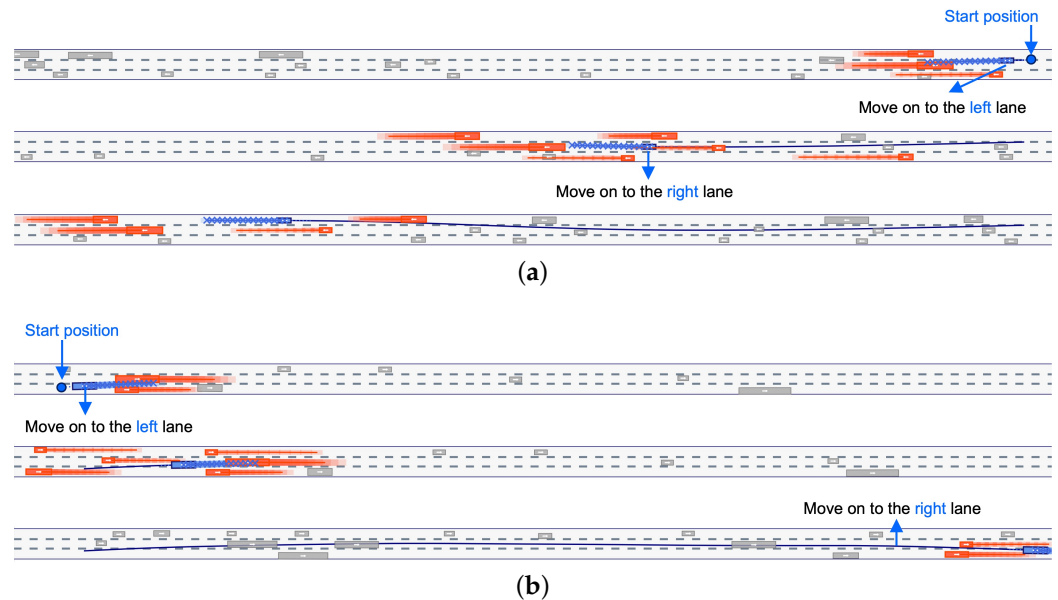 Start position
Move on to the left lane
Move on to the right lane
(a)
Start position
Move on to the left lane
Move on to the right lane
(b)